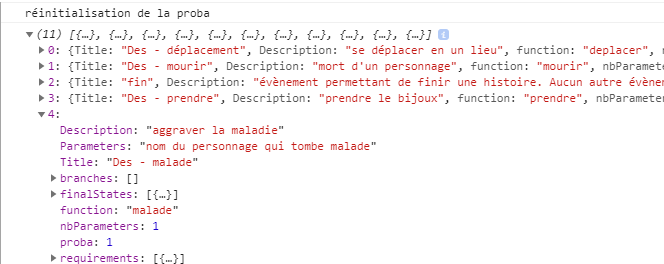 réinitialisation de la proba
(11) [{…}, {…}, {…}, {…}, {…}, {…}, {…}, {…}, {…}, {…}, {…}] i
0: {Title: "Des - déplacement", Description: "se déplacer en un lieu", function: "deplacer", n
1: {Title: "Des - mourir", Description: "mort d'un personnage", function: "mourir", nbParamete
2: {Title: "fin", Description: "évènement permettant de finir une histoire. Aucun autre évène
3: {Title: "Des - prendre", Description: "prendre le bijoux", function: "prendre", nbParamete
4:
Description: "aggraver la maladie"
Parameters: "nom du personnage qui tombe malade"
Title: "Des - malade"
branches: []
finalStates: [{…}]
function: "malade"
nbParameters: 1
proba: 1
requirements: [{…}]